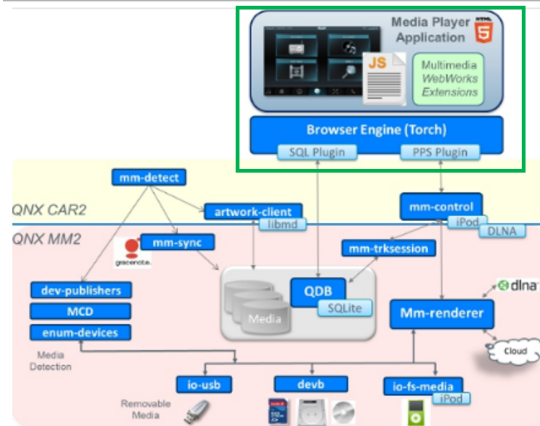 Media Player
Application
HTML
5
JS
Multimedia
WebWorks
Extensions
Browser Engine (Torch)
SQL Plugin
PPS Plugin
mm-detect
QNX CAR2
artwork-client
libmd
mm-control
iPod
DLNA
QNX MM2
gracenote.
mm-sync
mm-trksession
dev-publishers
MCD
enum-devices
Media
QDB
SQLite
Mm-renderer
dlna
Cloud
Media
Detection
io-usb
devb
io-fs-media
iPod
Removable
Media